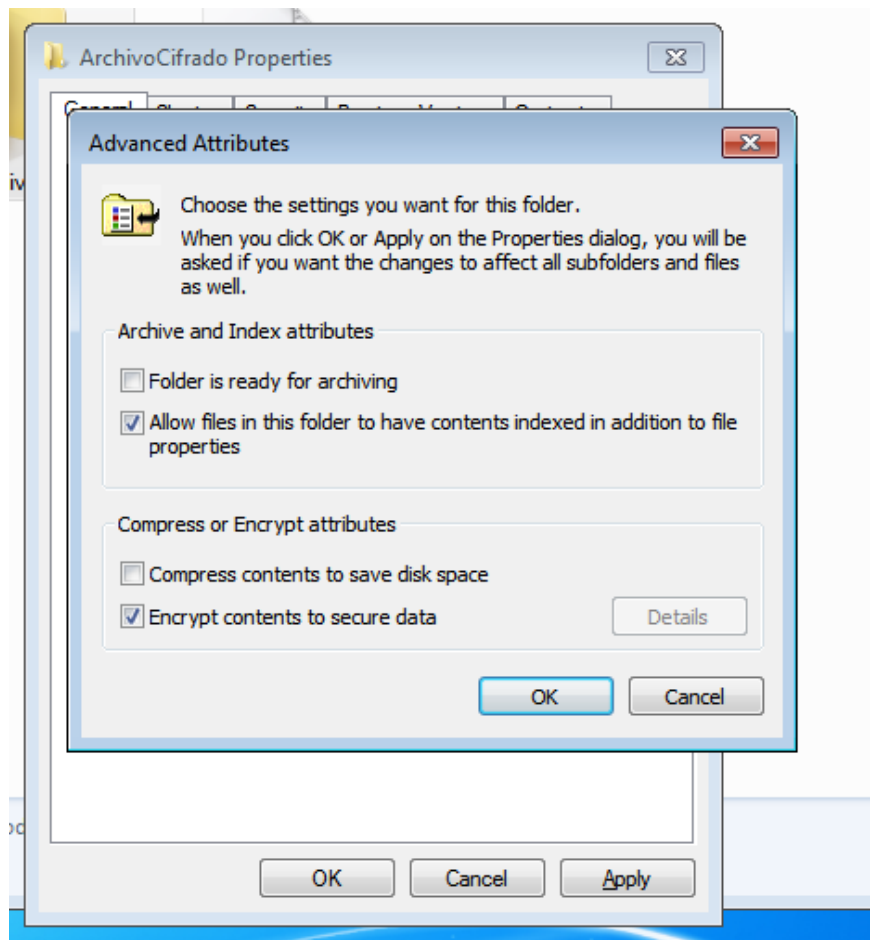 ArchivoCifrado Properties
General
Advanced Attributes
Choose the settings you want for this folder.
When you click OK or Apply on the Properties dialog, you will be
asked if you want the changes to affect all subfolders and files
as well.
Archive and Index attributes
Folder is ready for archiving
Allow files in this folder to have contents indexed in addition to file
properties
Compress or Encrypt attributes
Compress contents to save disk space
Encrypt contents to secure data
Details
OK Cancel
OK Cancel Apply